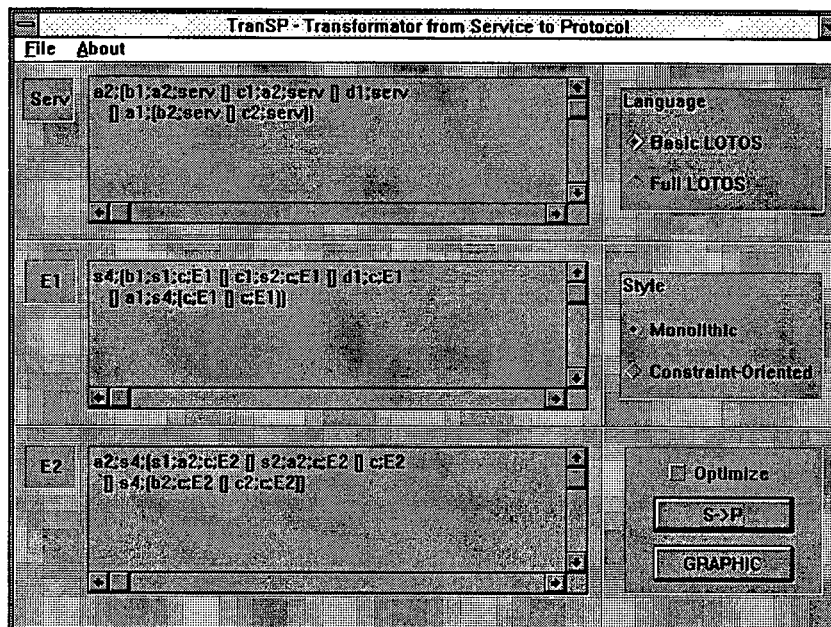 TranSP - Transformator from Service to Protocol
File About
Serv
a2;(b1;a2;serv [] c1;a2;serv [] d1;serv
[] a1;(b2;serv [] c2;serv))
Language
Basic LOTOS
Full LOTOS
E1
s4;(b1;s1;c;E1 [] c1;s2;c;E1 [] d1;c;E1
[] a1;s4;(c;E1 [] c;E1))
Style
Monolithic
Constraint-Oriented
E2
a2;s4;(s1;a2;c;E2 [] s2;a2;c;E2 [] c;E2
[] s4;(b2;c;E2 [] c2;c;E2))
Optimize
S->P
GRAPHIC